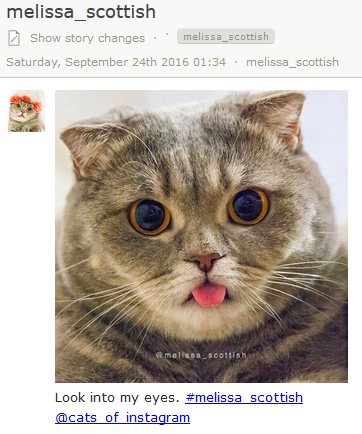 melissa_scottish
Show story changes · · melissa_scottish
Saturday, September 24th 2016 01:34 · melissa_scottish
@melissa_scottish
Look into my eyes. #melissa_scottish
@cats_of_instagram